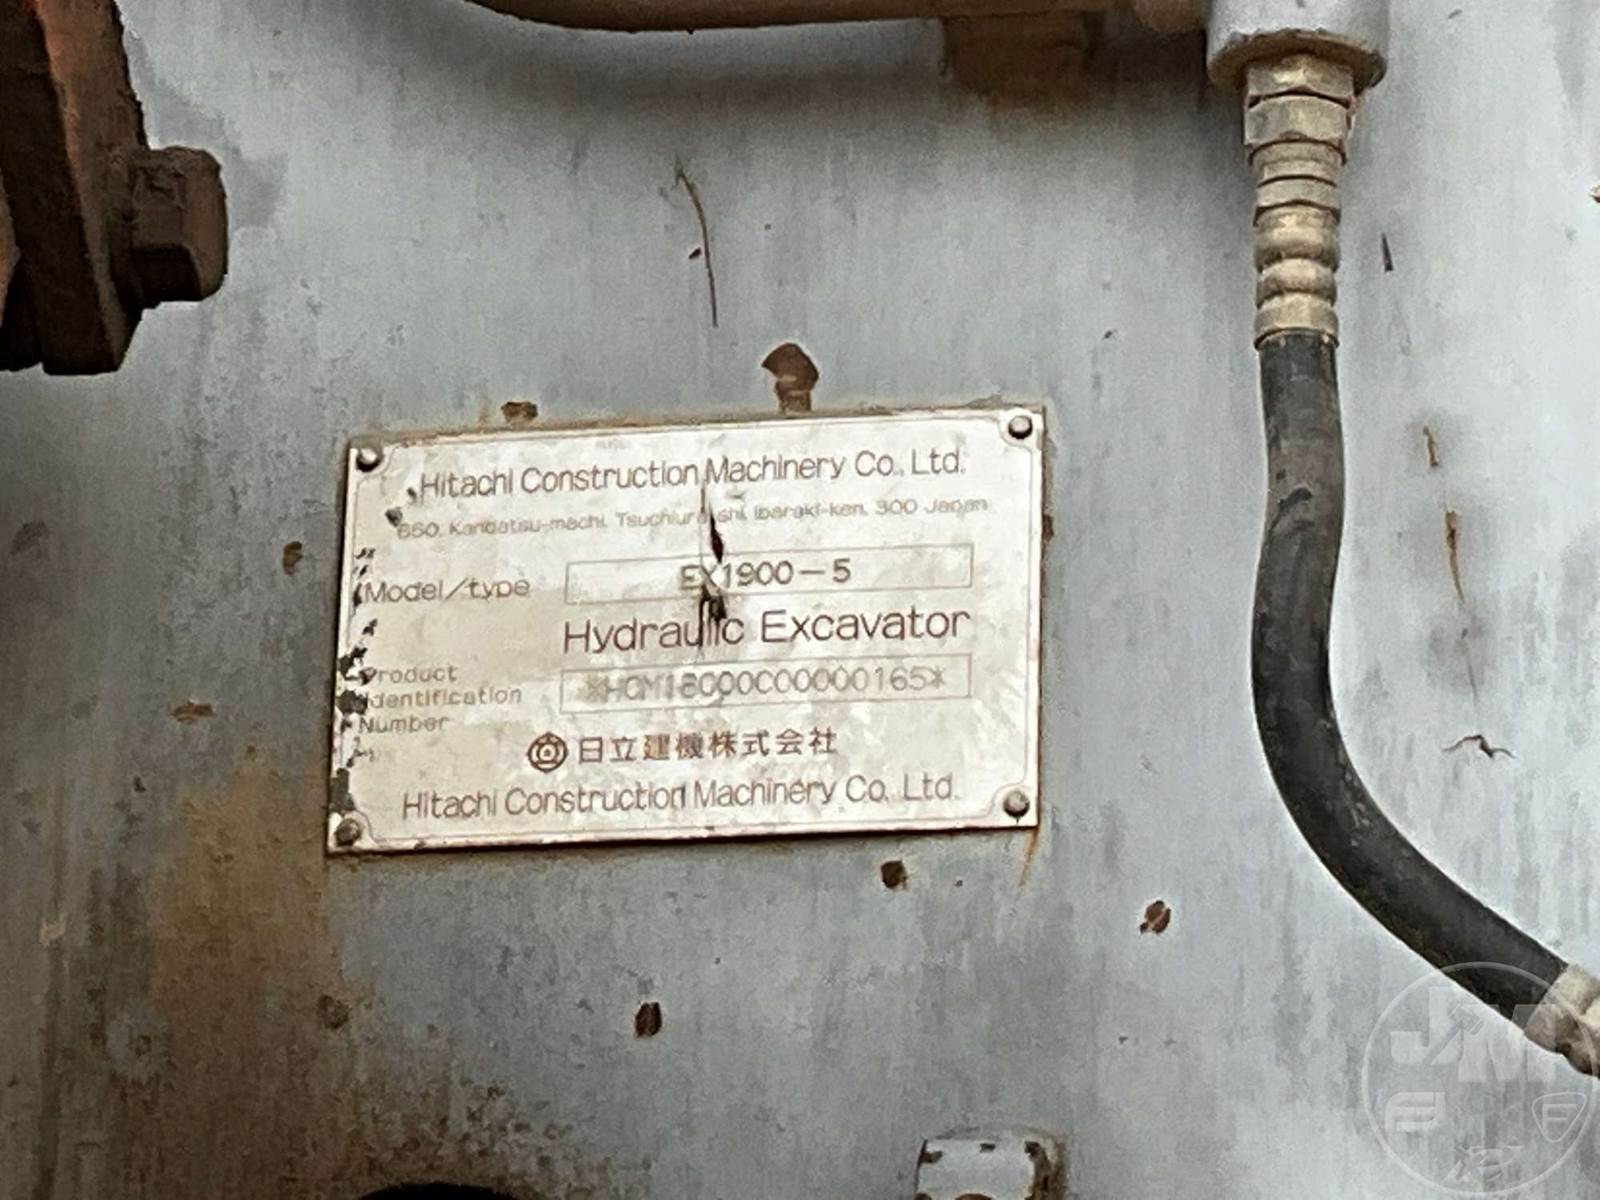 Hitachi Construction Machinery Co., Ltd.
650, Kandatsu-machi, Tsuchiura-shi, Ibaraki-ken, 300 Japan
Model/type EX1900-5
Hydraulic Excavator
Product
Identification
Number
日立建機株式会社
Hitachi Construction Machinery Co., Ltd.
JM